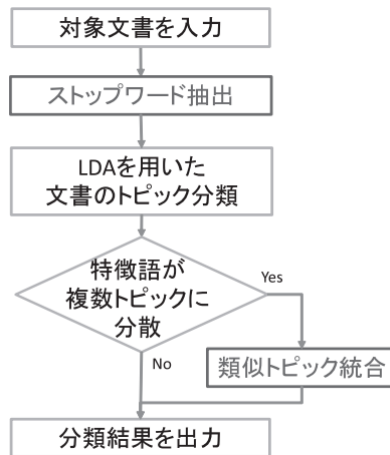 対象文書を入力
ストップワード抽出
LDAを用いた
文書のトピック分類
特徴語が
複数トピックに
分散
Yes
No
類似トピック統合
分類結果を出力